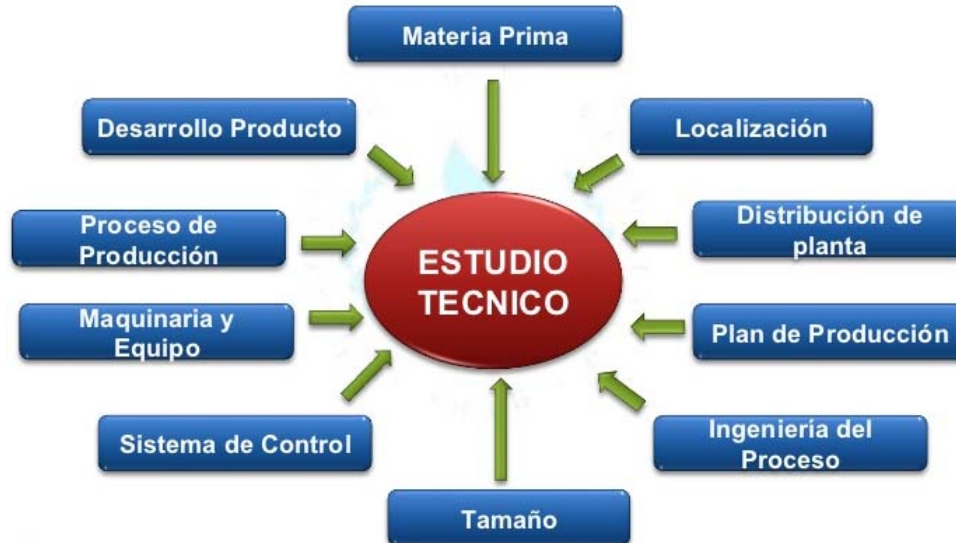 Materia Prima
Desarrollo Producto
Localización
Proceso de
Producción
Distribución de
planta
ESTUDIO
TECNICO
Maquinaria y
Equipo
Plan de Producción
Sistema de Control
Ingeniería del
Proceso
Tamaño